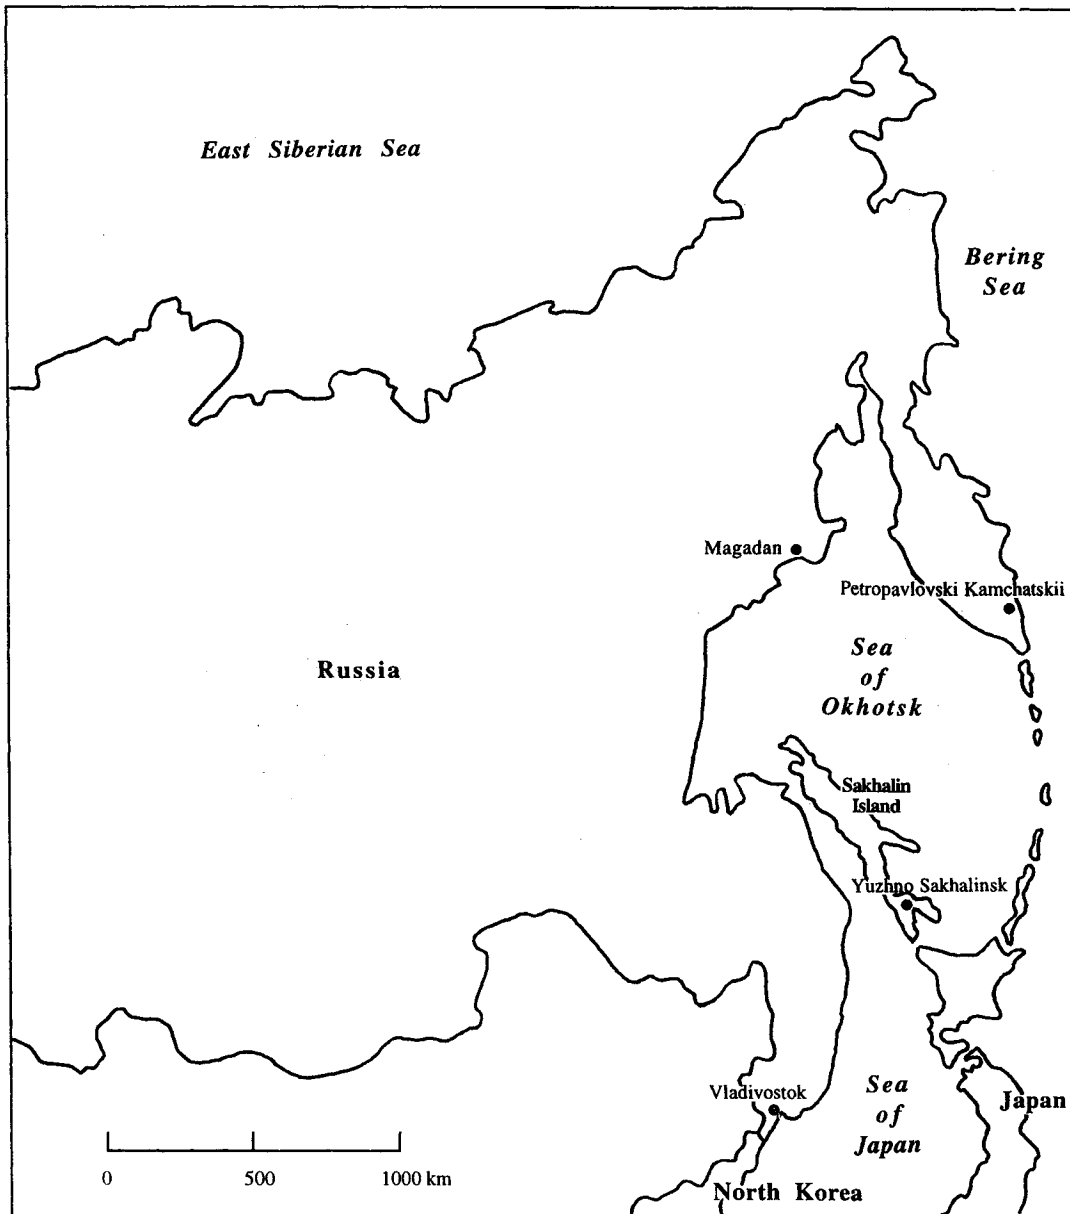 East Siberian Sea
Bering
Sea
Magadan
Petropavlovski Kamchatskii
Russia
Sea
of
Okhotsk
Sakhalin
Island
Yuzhno Sakhalinsk
Vladivostok
Sea
of
Japan
Japan
0 500 1000 km
North Korea